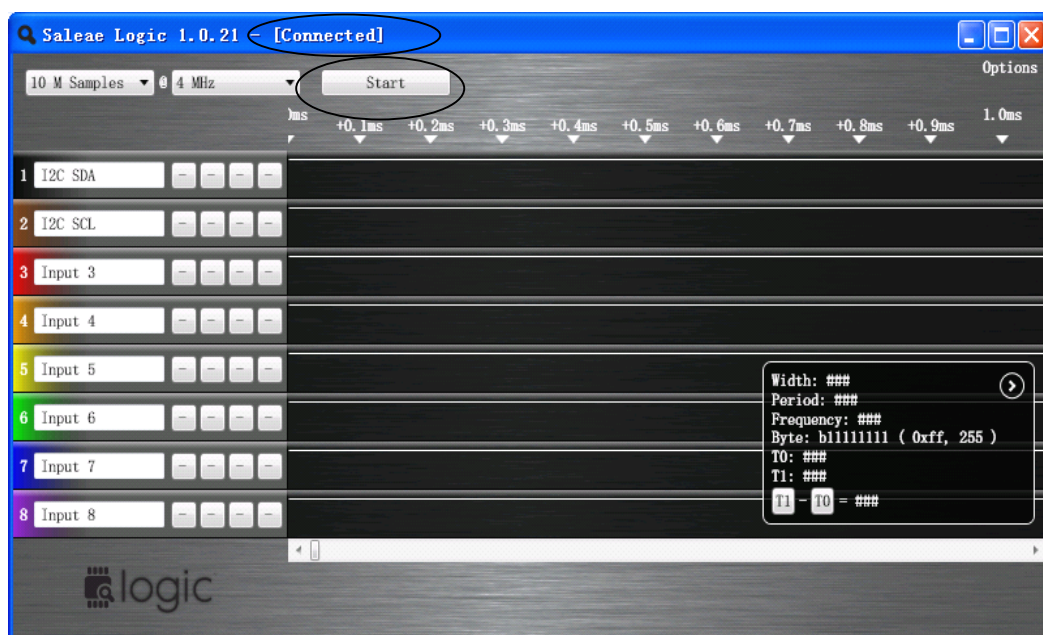 Saleae Logic 1.0.21 - [Connected]
Options
10 M Samples @ 4 MHz Start
0ms +0.1ms +0.2ms +0.3ms +0.4ms +0.5ms +0.6ms +0.7ms +0.8ms +0.9ms 1.0ms
1 I2C SDA - - - -
2 I2C SCL - - - -
3 Input 3 - - - -
4 Input 4 - - - -
5 Input 5 - - - -
6 Input 6 - - - -
7 Input 7 - - - -
8 Input 8 - - - -
Width: ###
Period: ###
Frequency: ###
Byte: b11111111 ( 0xff, 255 )
T0: ###
T1: ###
T1 - T0 = ###
logic